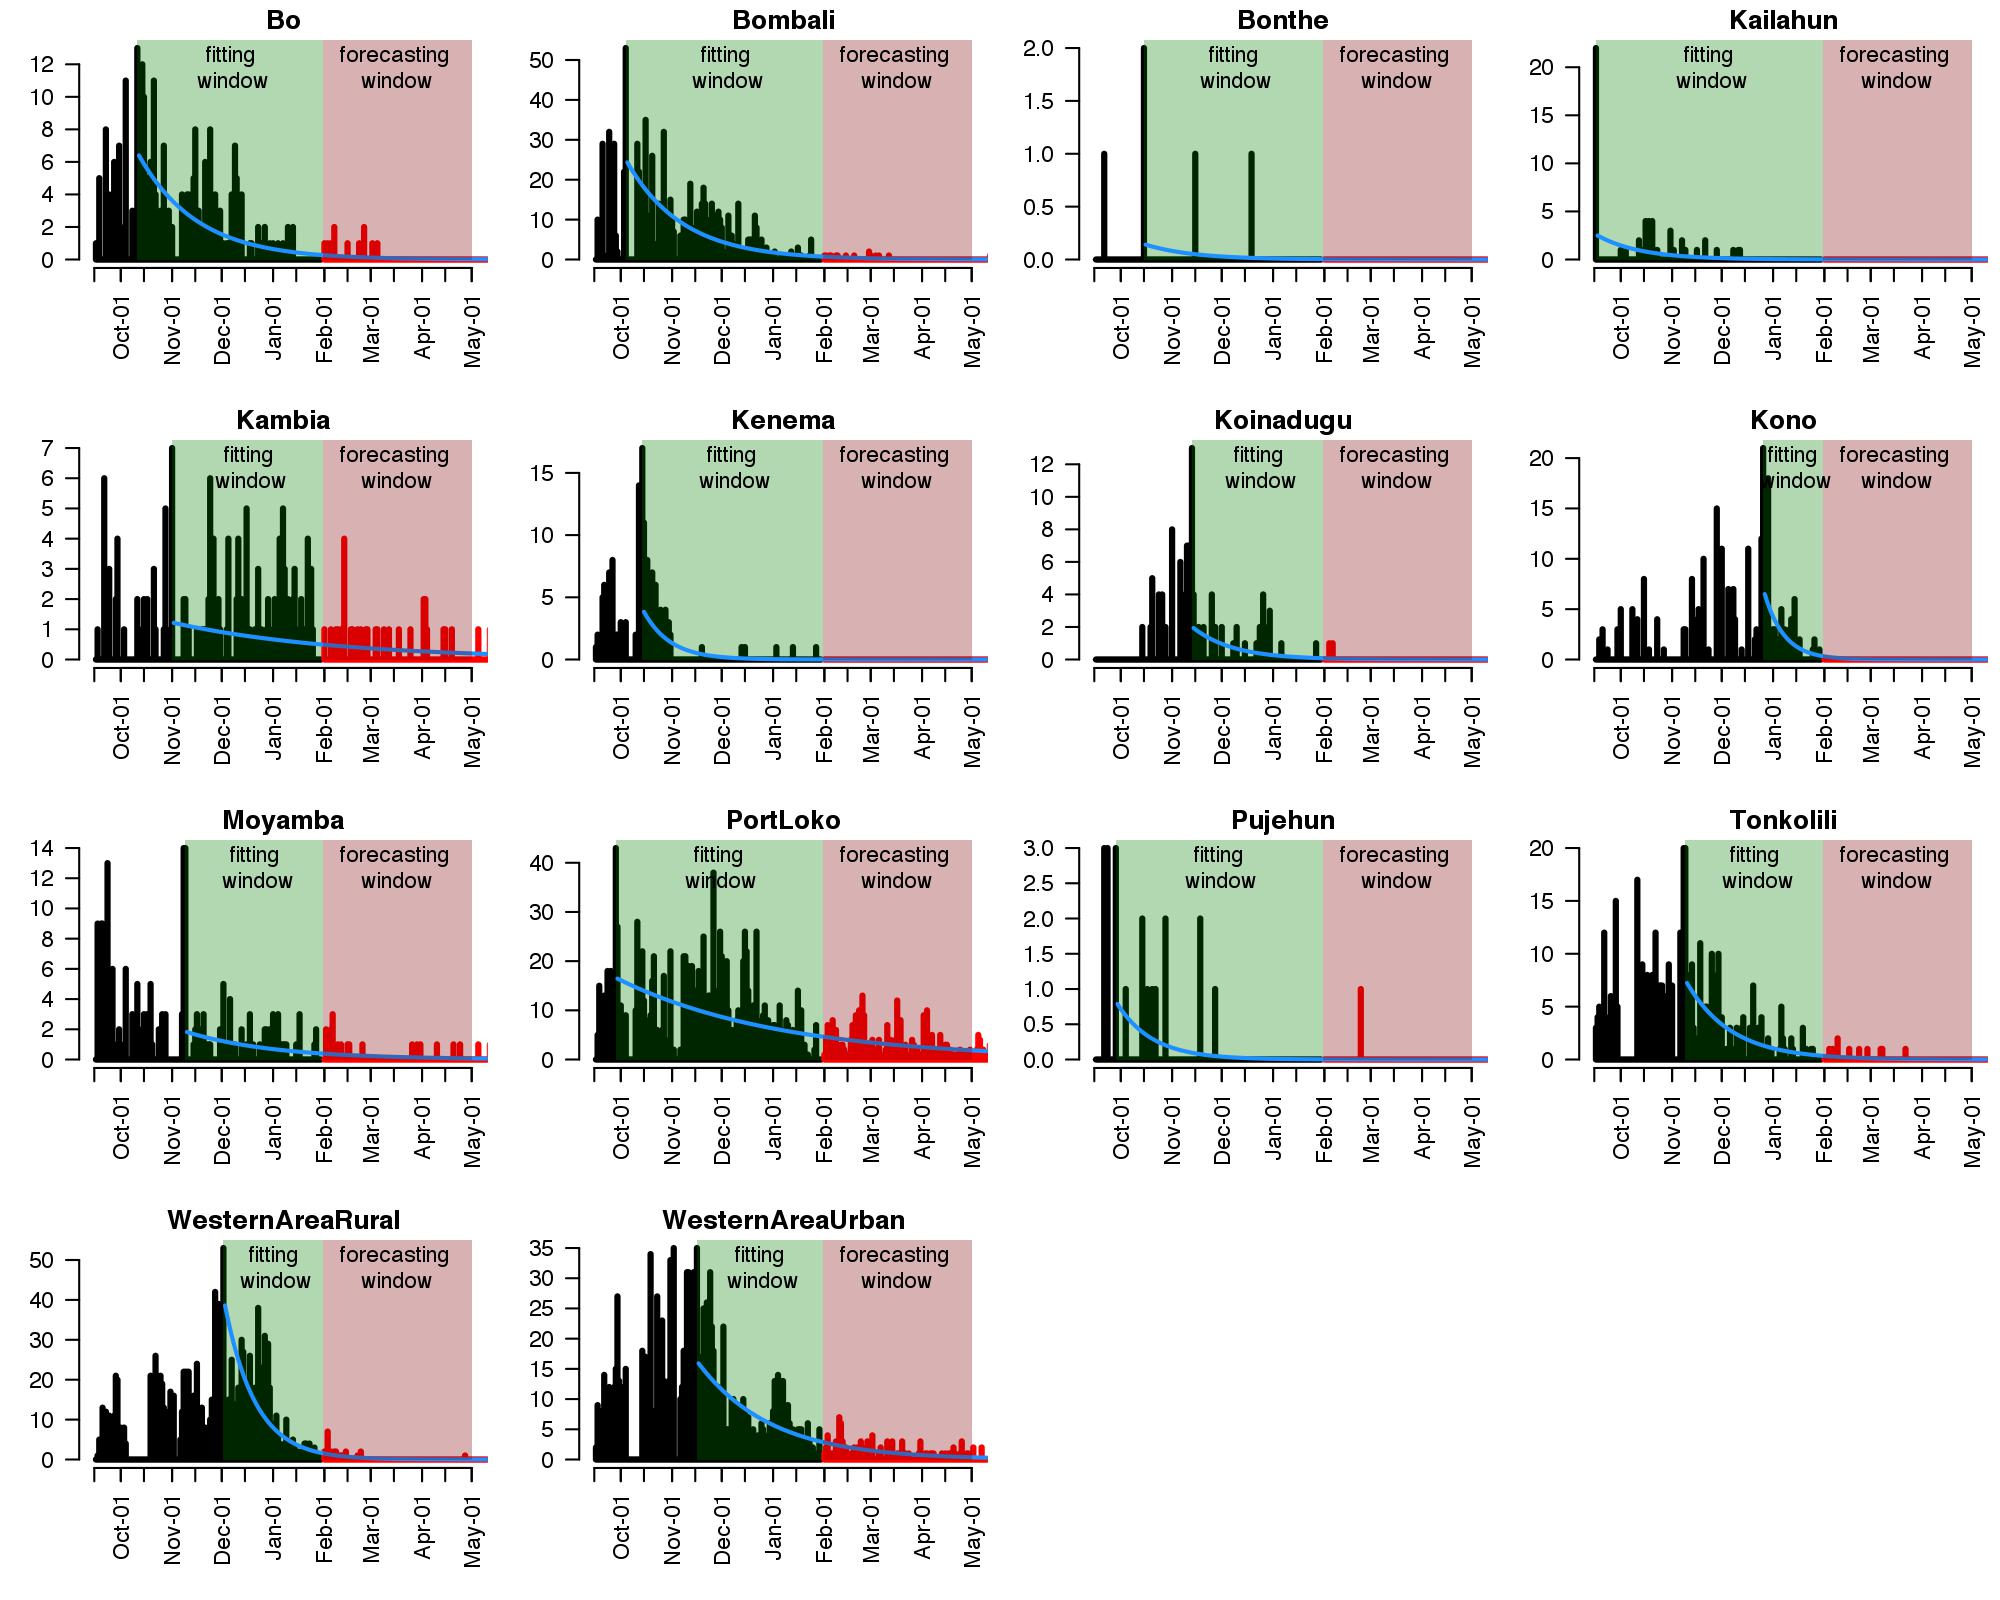 Bo
fitting
window
forecasting
window
12
10
8
6
4
2
0
Oct-01
Nov-01
Dec-01
Jan-01
Feb-01
Mar-01
Apr-01
May-01
Bombali
fitting
window
forecasting
window
50
40
30
20
10
0
Oct-01
Nov-01
Dec-01
Jan-01
Feb-01
Mar-01
Apr-01
May-01
Bonthe
fitting
window
forecasting
window
2.0
1.5
1.0
0.5
0.0
Oct-01
Nov-01
Dec-01
Jan-01
Feb-01
Mar-01
Apr-01
May-01
Kailahun
fitting
window
forecasting
window
20
15
10
5
0
Oct-01
Nov-01
Dec-01
Jan-01
Feb-01
Mar-01
Apr-01
May-01
Kambia
fitting
window
forecasting
window
7
6
5
4
3
2
1
0
Oct-01
Nov-01
Dec-01
Jan-01
Feb-01
Mar-01
Apr-01
May-01
Kenema
fitting
window
forecasting
window
15
10
5
0
Oct-01
Nov-01
Dec-01
Jan-01
Feb-01
Mar-01
Apr-01
May-01
Koinadugu
fitting
window
forecasting
window
12
10
8
6
4
2
0
Oct-01
Nov-01
Dec-01
Jan-01
Feb-01
Mar-01
Apr-01
May-01
Kono
fitting
window
forecasting
window
20
15
10
5
0
Oct-01
Nov-01
Dec-01
Jan-01
Feb-01
Mar-01
Apr-01
May-01
Moyamba
fitting
window
forecasting
window
14
12
10
8
6
4
2
0
Oct-01
Nov-01
Dec-01
Jan-01
Feb-01
Mar-01
Apr-01
May-01
PortLoko
fitting
window
forecasting
window
40
30
20
10
0
Oct-01
Nov-01
Dec-01
Jan-01
Feb-01
Mar-01
Apr-01
May-01
Pujehun
fitting
window
forecasting
window
3.0
2.5
2.0
1.5
1.0
0.5
0.0
Oct-01
Nov-01
Dec-01
Jan-01
Feb-01
Mar-01
Apr-01
May-01
Tonkolili
fitting
window
forecasting
window
20
15
10
5
0
Oct-01
Nov-01
Dec-01
Jan-01
Feb-01
Mar-01
Apr-01
May-01
WesternAreaRural
fitting
window
forecasting
window
50
40
30
20
10
0
Oct-01
Nov-01
Dec-01
Jan-01
Feb-01
Mar-01
Apr-01
May-01
WesternAreaUrban
fitting
window
forecasting
window
35
30
25
20
15
10
5
0
Oct-01
Nov-01
Dec-01
Jan-01
Feb-01
Mar-01
Apr-01
May-01